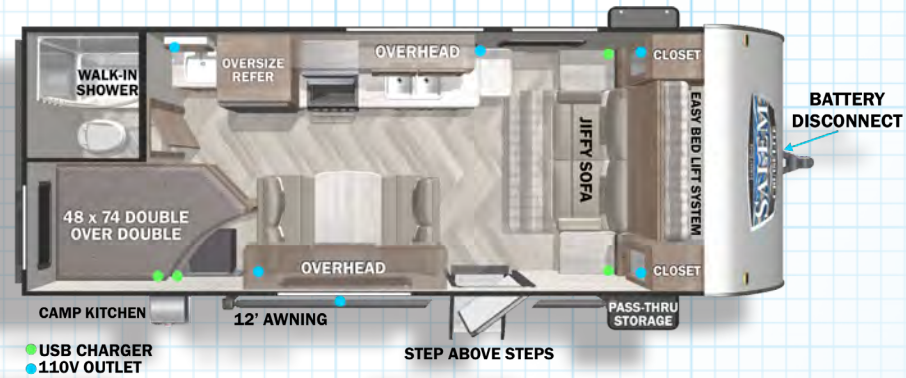 WALK-IN
SHOWER
OVERSIZE
REFER
OVERHEAD
CLOSET
BATTERY
DISCONNECT
JIFFY SOFA
EASY BED LIFT SYSTEM
SALEM
48 x 74 DOUBLE
OVER DOUBLE
OVERHEAD
CLOSET
CAMP KITCHEN
12' AWNING
PASS-THRU
STORAGE
STEP ABOVE STEPS
USB CHARGER
110V OUTLET